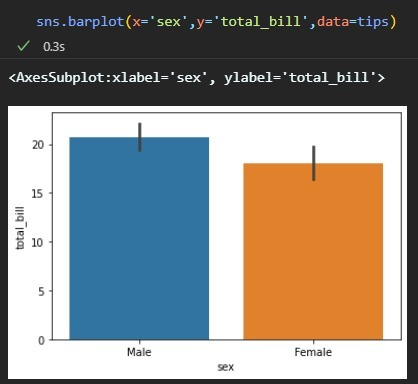 sns.barplot(x='sex',y='total_bill',data=tips)
0.3s
<AxesSubplot:xlabel='sex', ylabel='total_bill'>
20
15
10
5
0
total_bill
Male Female
sex